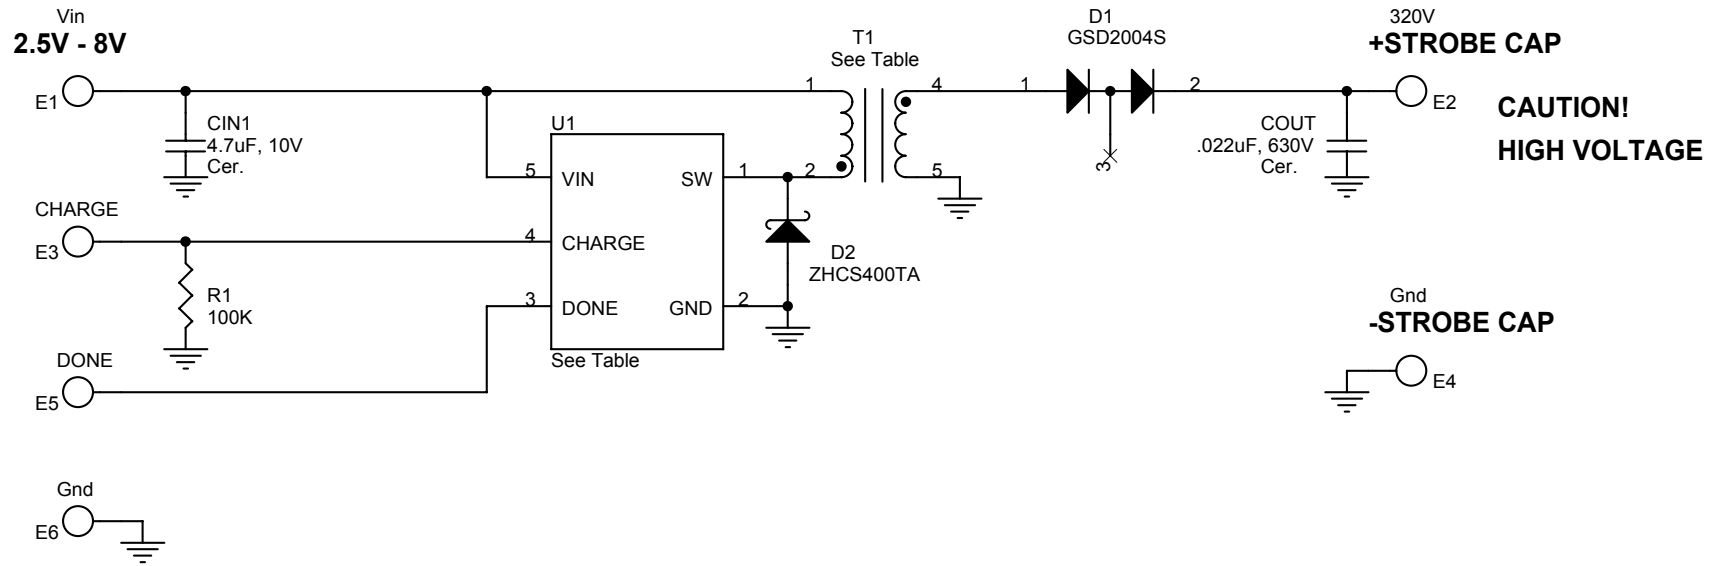 Vin
2.5V - 8V
E1
CIN1
4.7uF, 10V
Cer.
CHARGE
E3
R1
100K
DONE
E5
Gnd
E6
U1
5 VIN
4 CHARGE
3 DONE
SW 1
GND 2
See Table
D2
ZHCS400TA
T1
See Table
1
2
4
5
D1
GSD2004S
1
2
3
COUT
.022uF, 630V
Cer.
320V
+STROBE CAP
E2
CAUTION!
HIGH VOLTAGE
Gnd
-STROBE CAP
E4